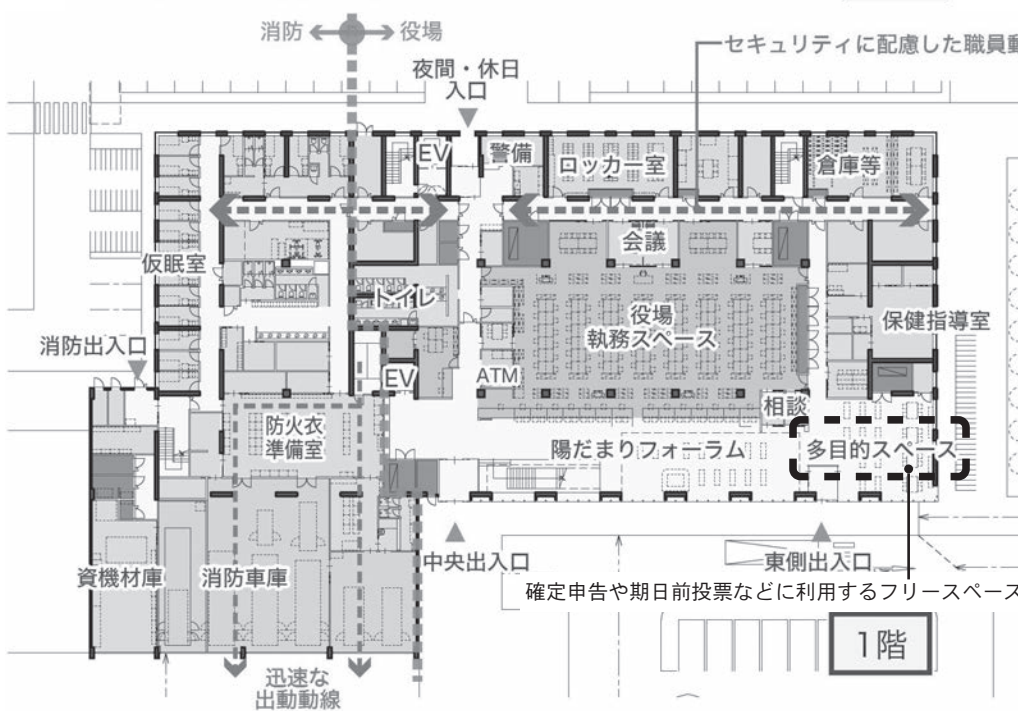 消防
役場
セキュリティに配慮した職員動
夜間・休日
入口
EV
警備
ロッカー室
倉庫等
仮眠室
会議
トイレ
役場
執務スペース
保健指導室
消防出入口
EV
ATM
相談
防火衣
準備室
陽だまりフォーラム
多目的スペース
資機材庫
消防車庫
中央出入口
東側出入口
確定申告や期日前投票などに利用するフリースペース
1階
迅速な
出動動線